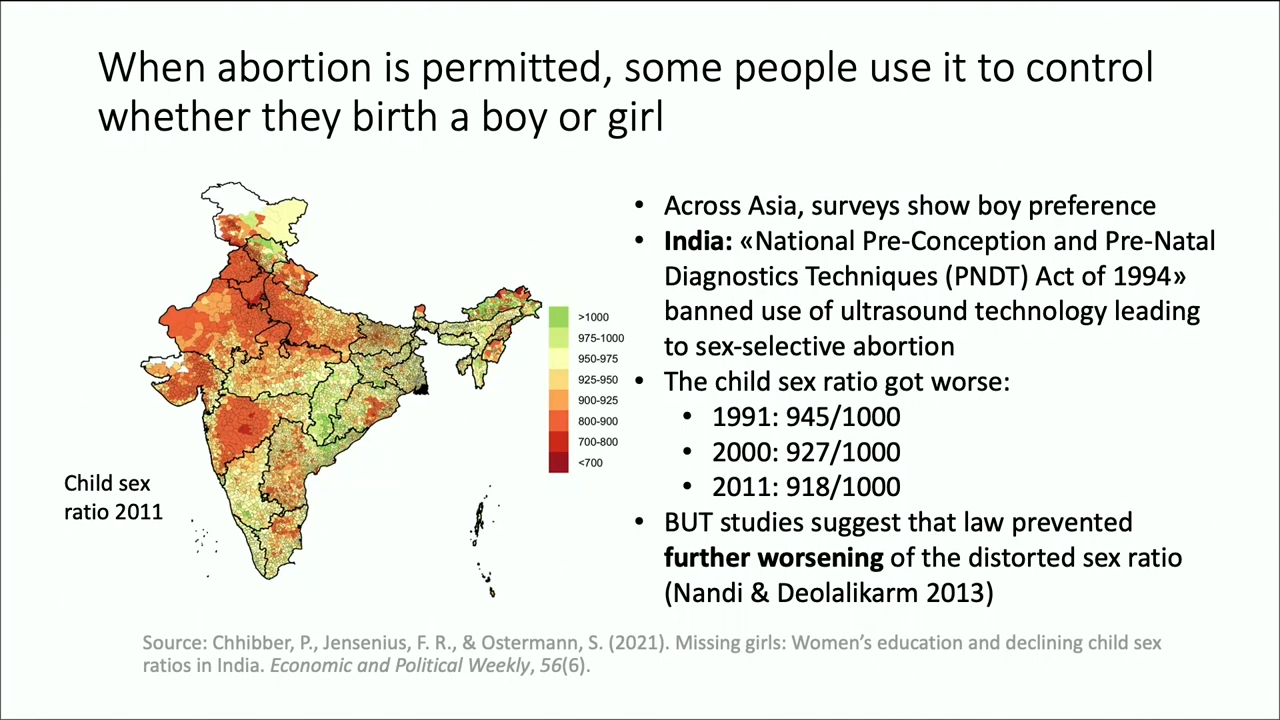 When abortion is permitted, some people use it to control
whether they birth a boy or girl
• Across Asia, surveys show boy preference
• India: «National Pre-Conception and Pre-Natal
Diagnostics Techniques (PNDT) Act of 1994»
banned use of ultrasound technology leading
to sex-selective abortion
• The child sex ratio got worse:
• 1991: 945/1000
• 2000: 927/1000
• 2011: 918/1000
• BUT studies suggest that law prevented
further worsening of the distorted sex ratio
(Nandi & Deolalikarm 2013)
>1000
975-1000
950-975
925-950
900-925
800-900
700-800
<700
Child sex
ratio 2011
Source: Chhibber, P., Jensenius, F. R., & Ostermann, S. (2021). Missing girls: Women’s education and declining child sex
ratios in India. Economic and Political Weekly, 56(6).